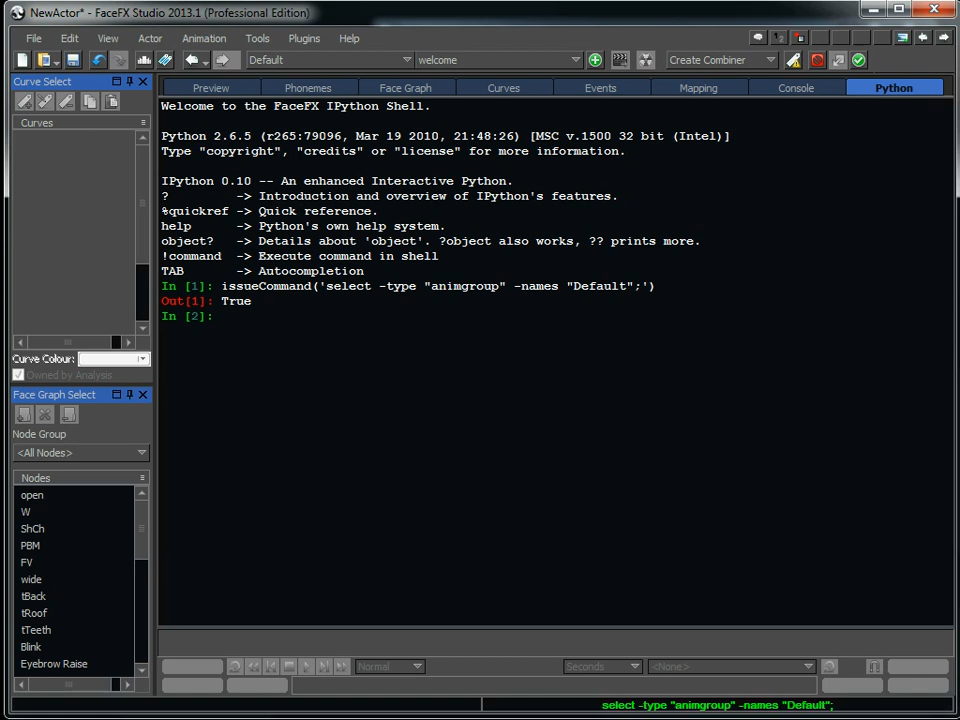 NewActor* - FaceFX Studio 2013.1 (Professional Edition)
File Edit View Actor Animation Tools Plugins Help
Default welcome Create Combiner
Curve Select
Curves
Curve Colour:
Owned by Analysis
Face Graph Select
Node Group
<All Nodes>
Nodes
open
W
ShCh
PBM
FV
wide
tBack
tRoof
tTeeth
Blink
Eyebrow Raise
Preview Phonemes Face Graph Curves Events Mapping Console Python
Welcome to the FaceFX IPython Shell.
Python 2.6.5 (r265:79096, Mar 19 2010, 21:48:26) [MSC v.1500 32 bit (Intel)]
Type "copyright", "credits" or "license" for more information.
IPython 0.10 -- An enhanced Interactive Python.
? -> Introduction and overview of IPython's features.
%quickref -> Quick reference.
help -> Python's own help system.
object? -> Details about 'object'. ?object also works, ?? prints more.
!command -> Execute command in shell
TAB -> Autocompletion
In [1]: issueCommand('select -type "animgroup" -names "Default";')
Out[1]: True
In [2]:
Normal Seconds <None>
select -type "animgroup" -names "Default";